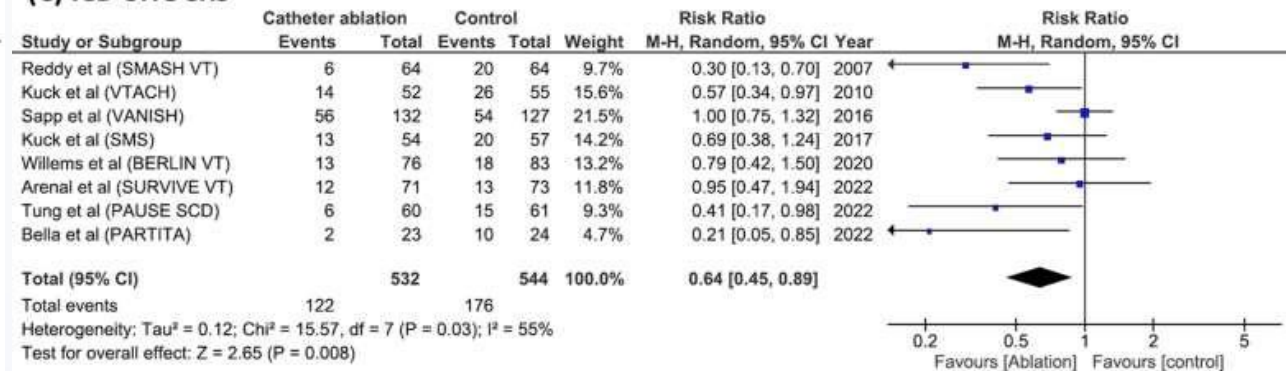 Catheter ablation Control Risk Ratio Risk Ratio
Study or Subgroup Events Total Events Total Weight M-H, Random, 95% CI Year M-H, Random, 95% CI
Reddy et al (SMASH VT) 6 64 20 64 9.7% 0.30 [0.13, 0.70] 2007
Kuck et al (VTACH) 14 52 26 55 15.6% 0.57 [0.34, 0.97] 2010
Sapp et al (VANISH) 56 132 54 127 21.5% 1.00 [0.75, 1.32] 2016
Kuck et al (SMS) 13 54 20 57 14.2% 0.69 [0.38, 1.24] 2017
Willems et al (BERLIN VT) 13 76 18 83 13.2% 0.79 [0.42, 1.50] 2020
Arenal et al (SURVIVE VT) 12 71 13 73 11.8% 0.95 [0.47, 1.94] 2022
Tung et al (PAUSE SCD) 6 60 15 61 9.3% 0.41 [0.17, 0.98] 2022
Bella et al (PARTITA) 2 23 10 24 4.7% 0.21 [0.05, 0.85] 2022
Total (95% CI) 532 544 100.0% 0.64 [0.45, 0.89]
Total events 122 176
Heterogeneity: Tau² = 0.12; Chi² = 15.57, df = 7 (P = 0.03); I² = 55%
Test for overall effect: Z = 2.65 (P = 0.008)
0.2 0.5 1 2 5
Favours [Ablation] Favours [control]